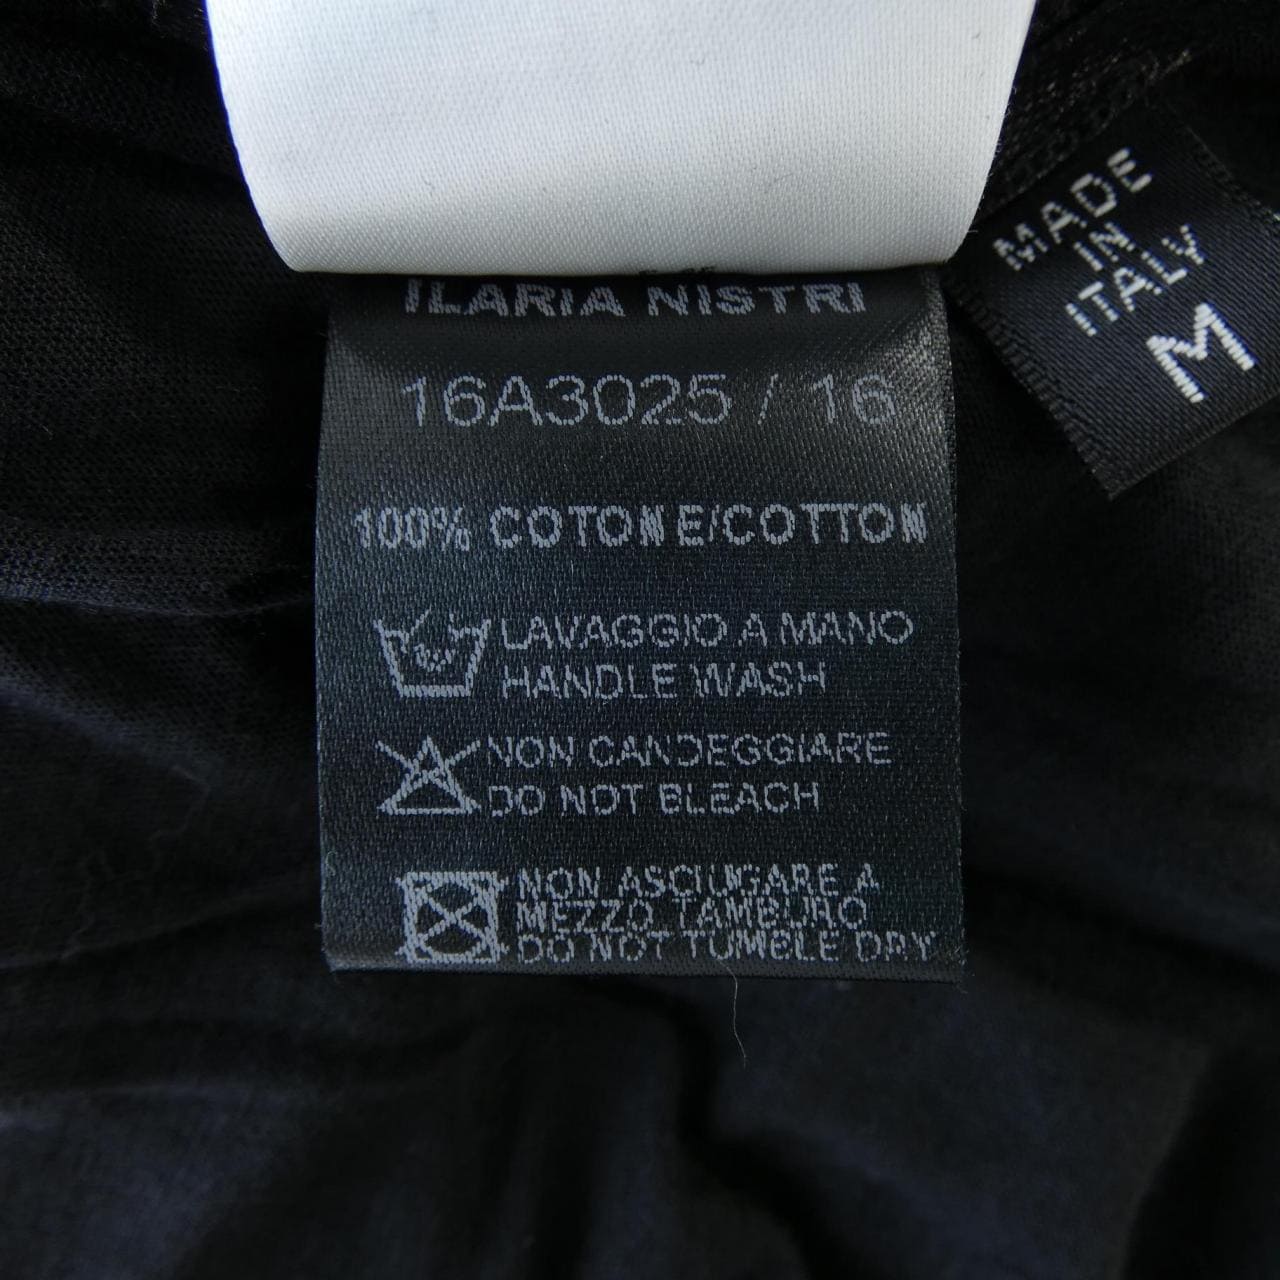 ILARIA NISTRI
16A3025 / 16
100% COTONE/COTTON
LAVAGGIO A MANO
HANDLE WASH
NON CANDEGGIARE
DO NOT BLEACH
NON ASCIUGARE A
MEZZO TAMBURO
DO NOT TUMBLE DRY
MADE
IN
ITALY
M